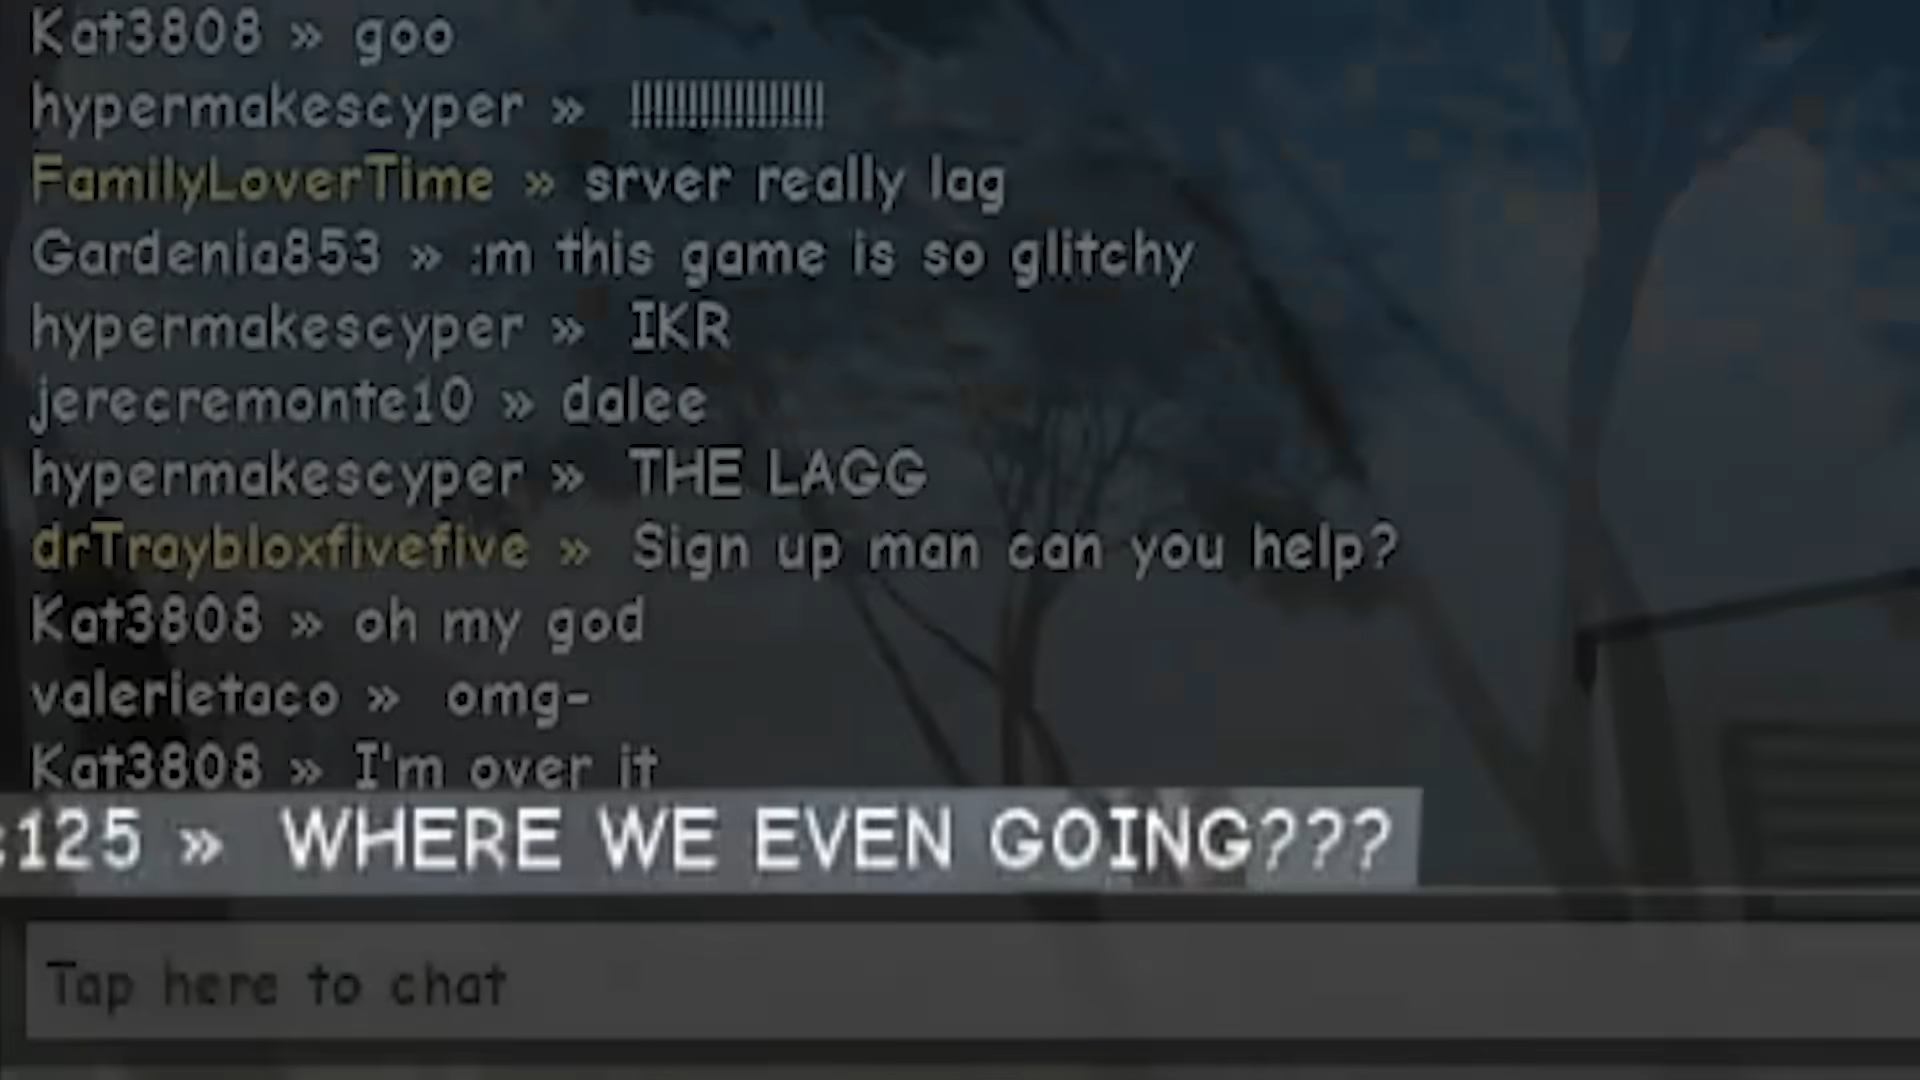 Kat3808 » goo
hypermakescyper » !!!!!!!!!!!!!!!!!!
FamilyLoverTime » srver really lag
Gardenia853 » :m this game is so glitchy
hypermakescyper » IKR
jerecremonte10 » dalee
hypermakescyper » THE LAGG
drTraybloxfivefive » Sign up man can you help?
Kat3808 » oh my god
valerietaco » omg-
Kat3808 » I'm over it
125 » WHERE WE EVEN GOING???
Tap here to chat